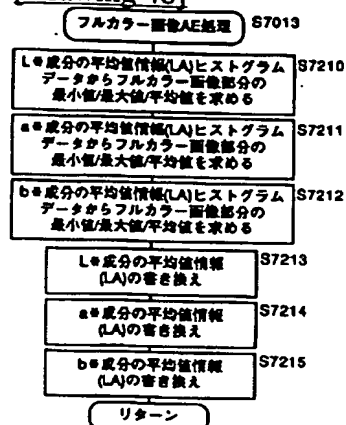 フルカラー画像AE処理 S7013
L*成分の平均値情報(LA)ヒストグラム S7210
データからフルカラー画像部分の
最小値/最大値/平均値を求める
a*成分の平均値情報(LA)ヒストグラム S7211
データからフルカラー画像部分の
最小値/最大値/平均値を求める
b*成分の平均値情報(LA)ヒストグラム S7212
データからフルカラー画像部分の
最小値/最大値/平均値を求める
L*成分の平均値情報 S7213
(LA)の書き換え
a*成分の平均値情報 S7214
(LA)の書き換え
b*成分の平均値情報 S7215
(LA)の書き換え
リターン